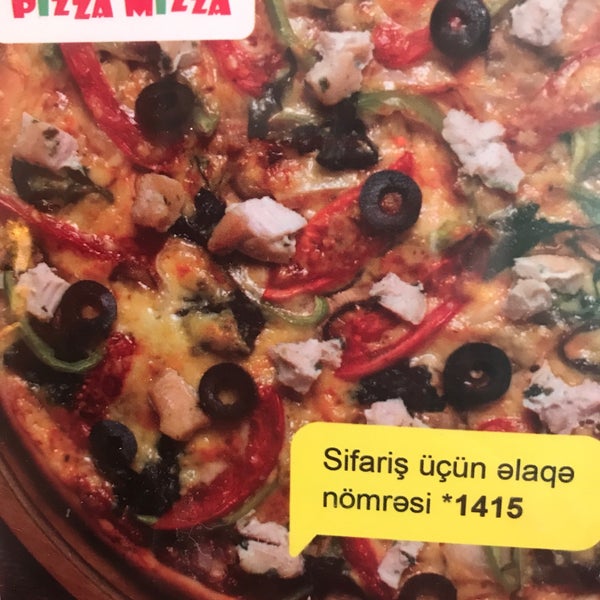 PIZZA MIZZA
Sifariş üçün əlaqə
nömrəsi *1415